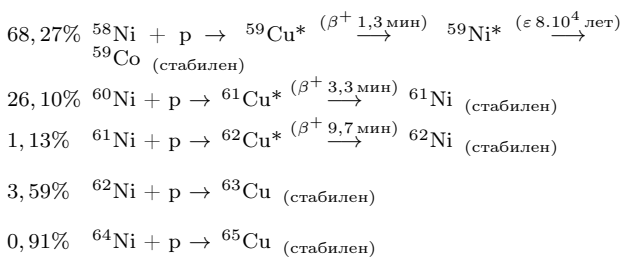 68,27% ⁵⁸Ni + p → ⁵⁹Cu* (β⁺ 1,3 мин) → ⁵⁹Ni* (ε 8.10⁴ лет) →
⁵⁹Co (стабилен)
26,10% ⁶⁰Ni + p → ⁶¹Cu* (β⁺ 3,3 мин) → ⁶¹Ni (стабилен)
1,13% ⁶¹Ni + p → ⁶²Cu* (β⁺ 9,7 мин) → ⁶²Ni (стабилен)
3,59% ⁶²Ni + p → ⁶³Cu (стабилен)
0,91% ⁶⁴Ni + p → ⁶⁵Cu (стабилен)